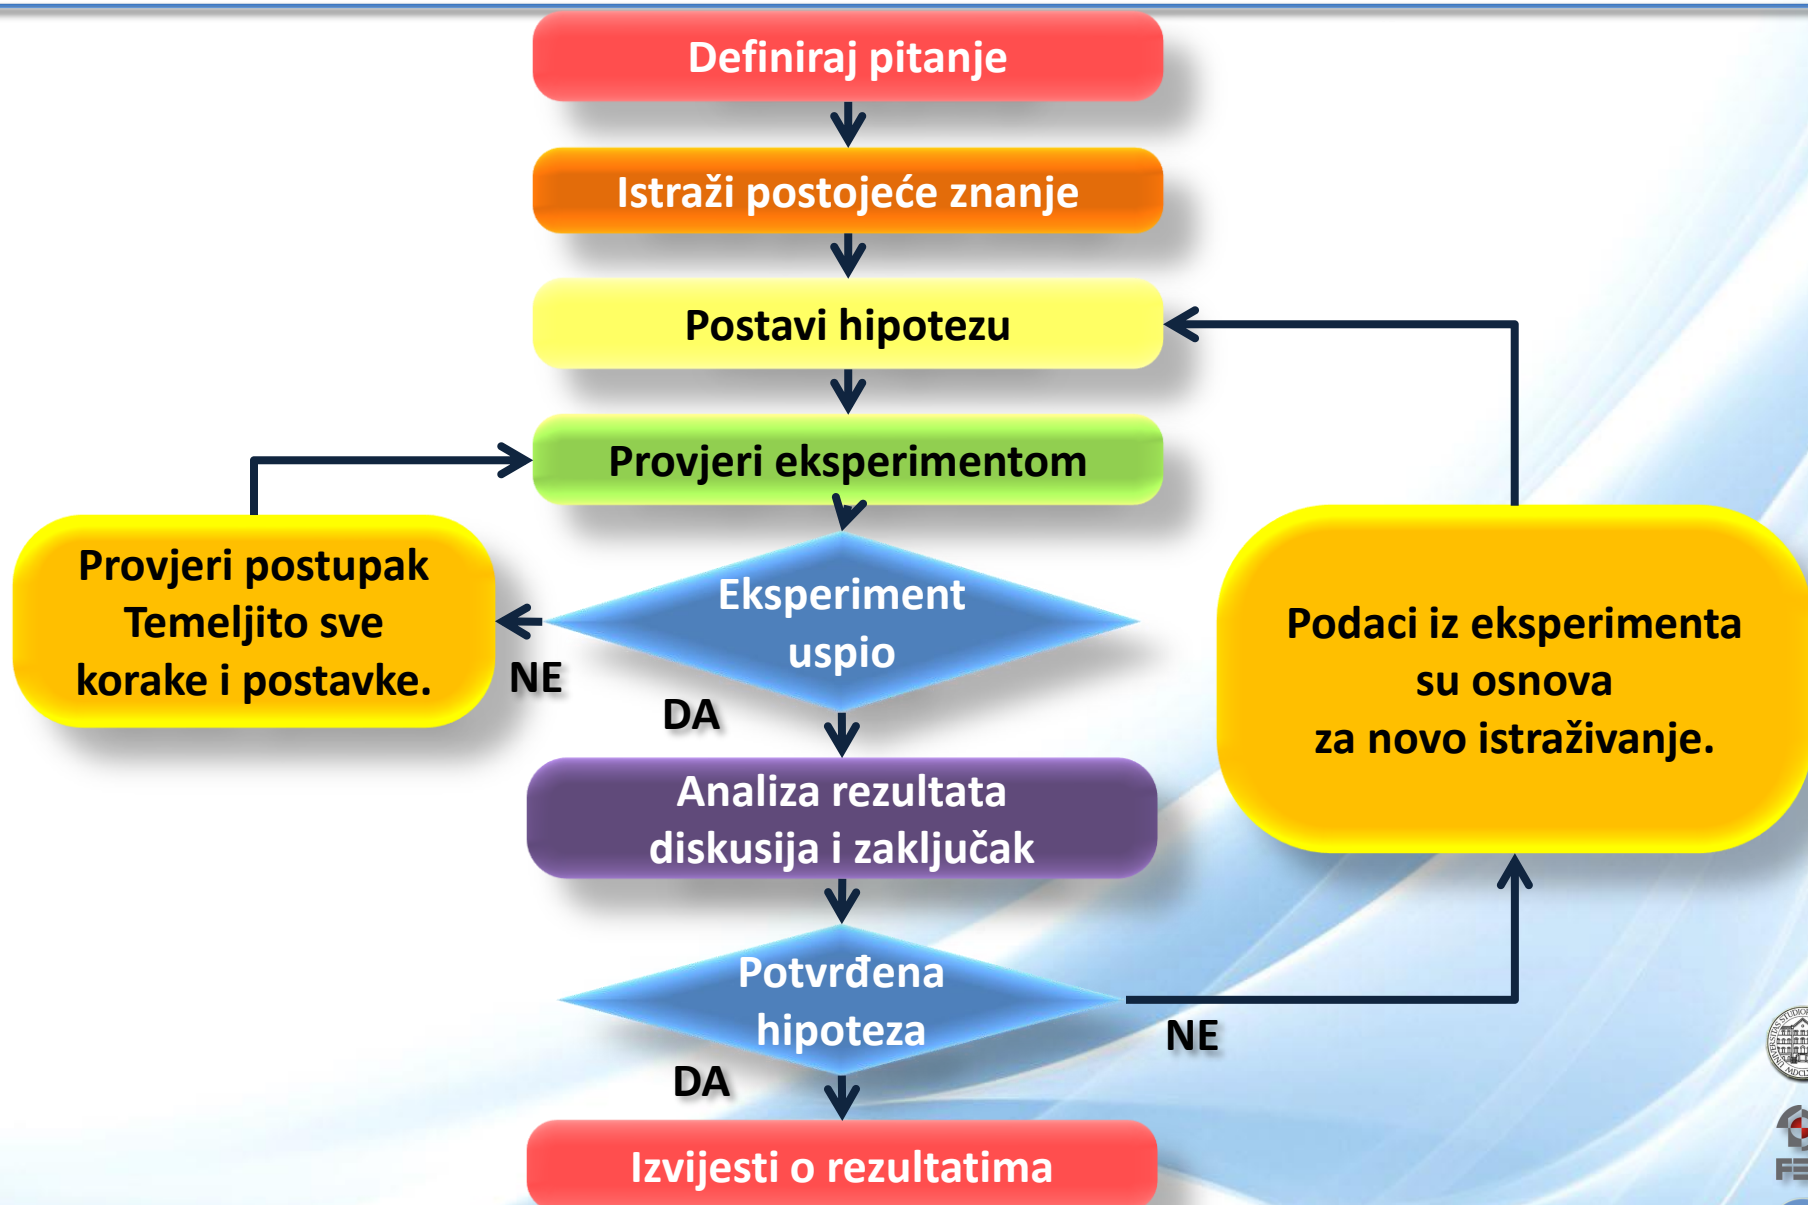 Definiraj pitanje
Istraži postojeće znanje
Postavi hipotezu
Provjeri eksperimentom
Provjeri postupak
Temeljito sve
korake i postavke.
NE
Eksperiment
uspio
DA
Podaci iz eksperimenta
su osnova
za novo istraživanje.
Analiza rezultata
diskusija i zaključak
Potvrđena
hipoteza
NE
DA
Izvijesti o rezultatima